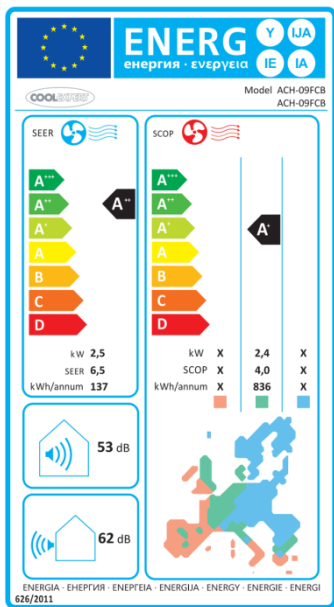 ENERG
енергия · ενεργεια
Y
IJA
IE
IA
COOLEXPERT
Model ACH-09FCB
ACH-09FCB
SEER
SCOP
A+++
A++
A+
A
B
C
D
A++
A+++
A++
A+
A
B
C
D
A+
kW 2,5
SEER 6,5
kWh/annum 137
kW X 2,4 X
SCOP X 4,0 X
kWh/annum X 836 X
53 dB
62 dB
ENERGIA · ЕНЕРГИЯ · ΕΝΕΡΓΕΙΑ · ENERGIJA · ENERGY · ENERGIE · ENERGI
626/2011